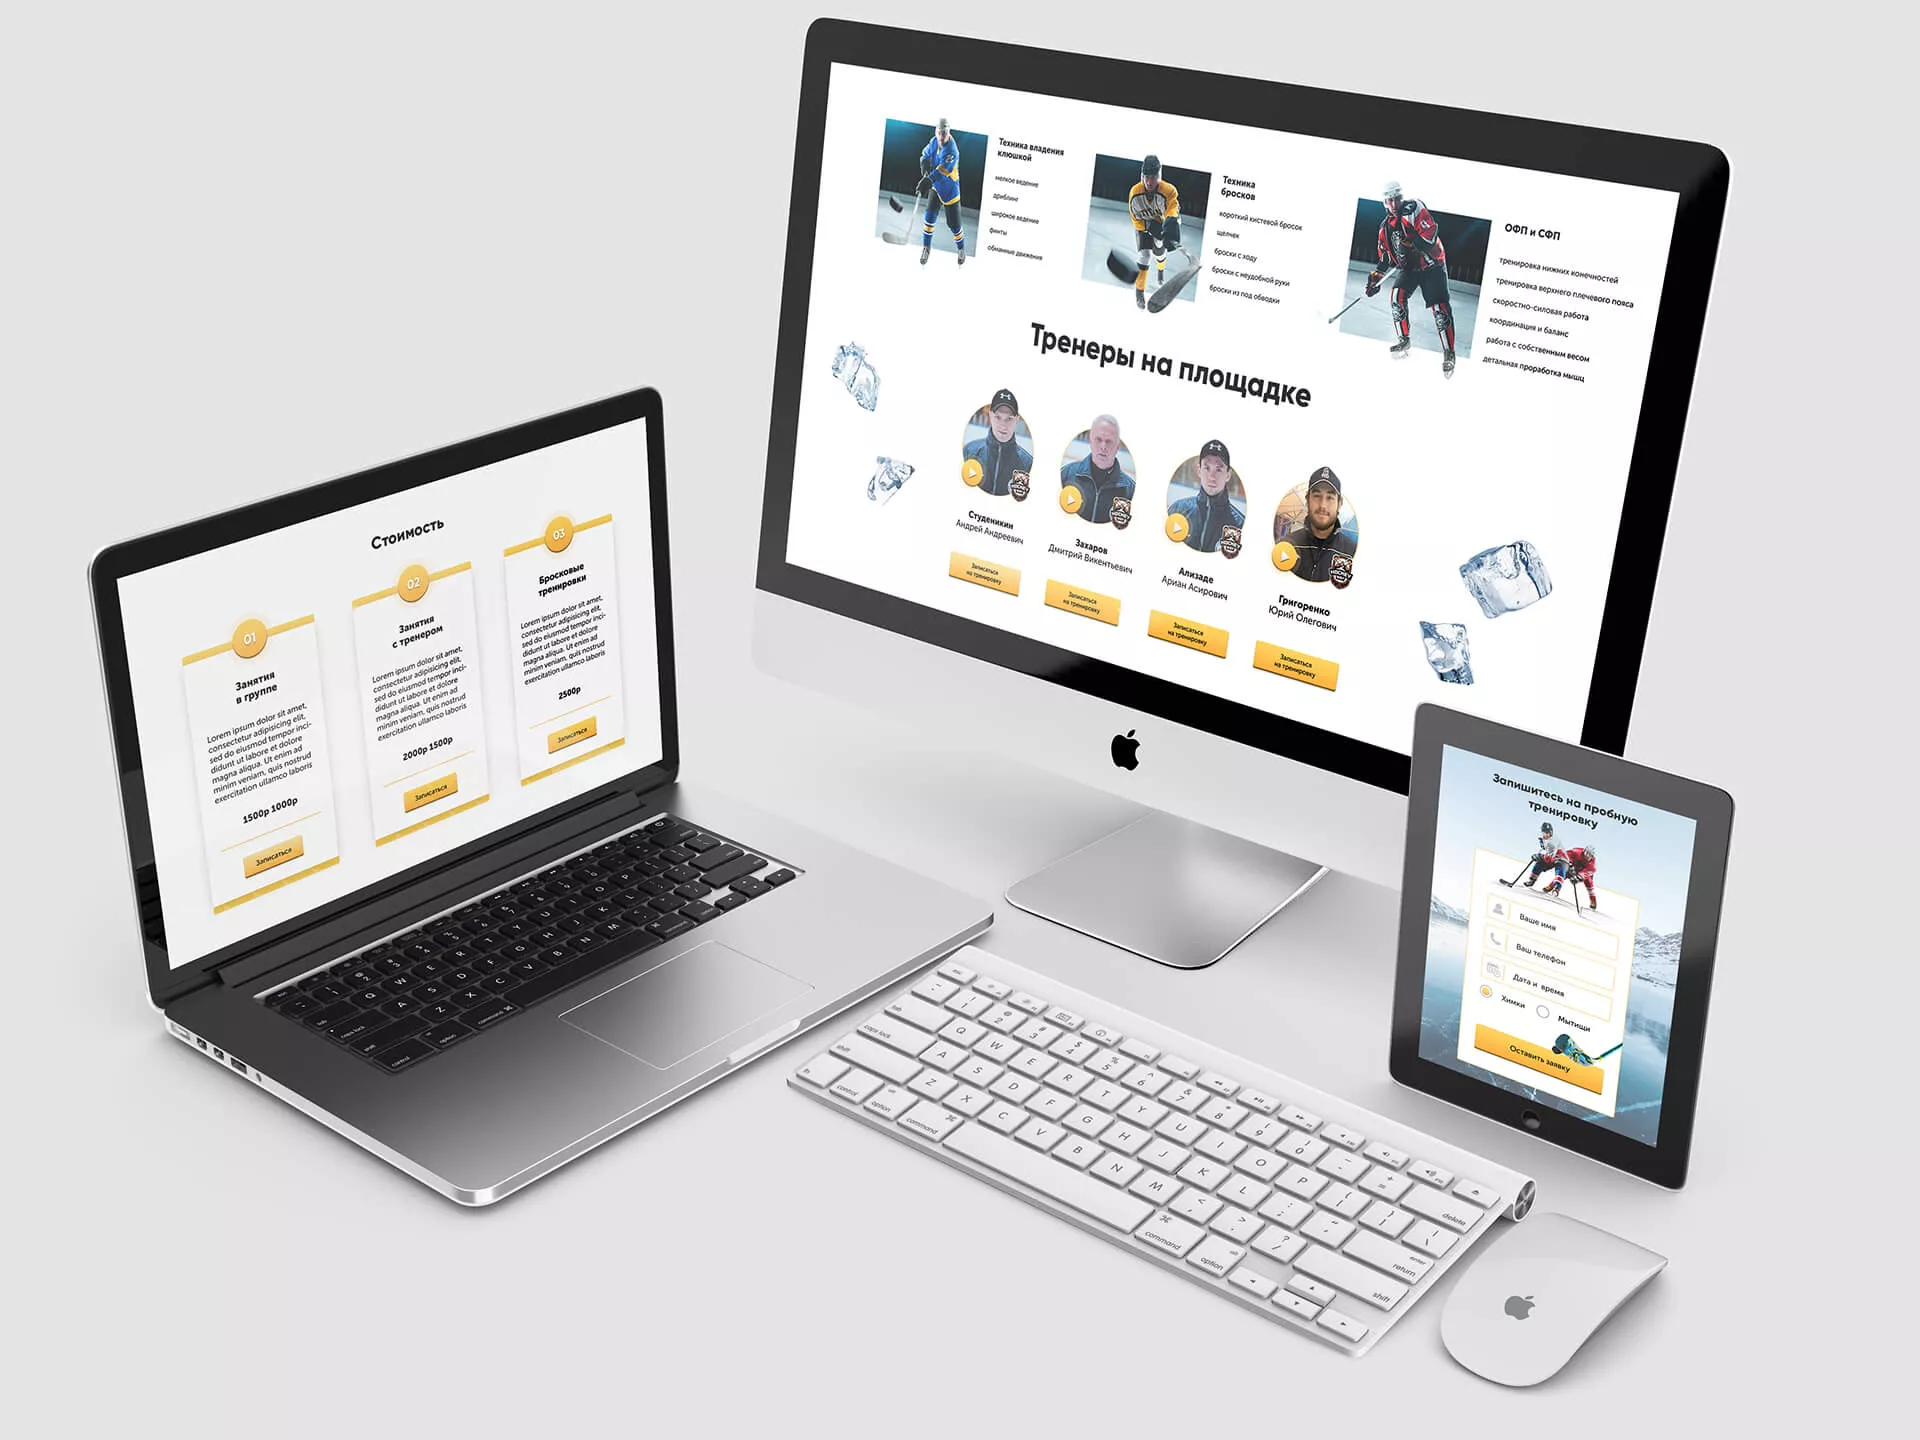 Техника владения
клюшкой
мелкое ведение
дриблинг
широкое ведение
финты
обманные движения
Техника
бросков
короткий кистевой бросок
щелчек
броски с ходу
броски с неудобной руки
броски из под обводки
ОФП и СФП
тренировка нижних конечностей
тренировка верхнего плечевого пояса
скоростно-силовая работа
координация и баланс
работа с собственным весом
детальная проработка мышц
Тренеры на площадке
Студеникин
Андрей Андреевич
Записаться
на тренировку
Захаров
Дмитрий Викентьевич
Записаться
на тренировку
Ализаде
Ариан Асирович
Записаться
на тренировку
Григоренко
Юрий Олегович
Записаться
на тренировку
Стоимость
01
Занятия
в группе
Lorem ipsum dolor sit amet,
consectetur adipisicing elit,
sed do eiusmod tempor inci-
didunt ut labore et dolore
magna aliqua. Ut enim ad
minim veniam, quis nostrud
exercitation ullamco laboris
1500р 1000р
Записаться
02
Занятия
с тренером
Lorem ipsum dolor sit amet,
consectetur adipisicing elit,
sed do eiusmod tempor inci-
didunt ut labore et dolore
magna aliqua. Ut enim ad
minim veniam, quis nostrud
exercitation ullamco laboris
2000р 1500р
Записаться
03
Бросковые
тренировки
Lorem ipsum dolor sit amet,
consectetur adipisicing elit,
sed do eiusmod tempor inci-
didunt ut labore et dolore
magna aliqua. Ut enim ad
minim veniam, quis nostrud
exercitation ullamco laboris
2500р
Записаться
Запишитесь на пробную
тренировку
Ваше имя
Ваш телефон
Дата и время
Химки
Мытищи
Оставить заявку